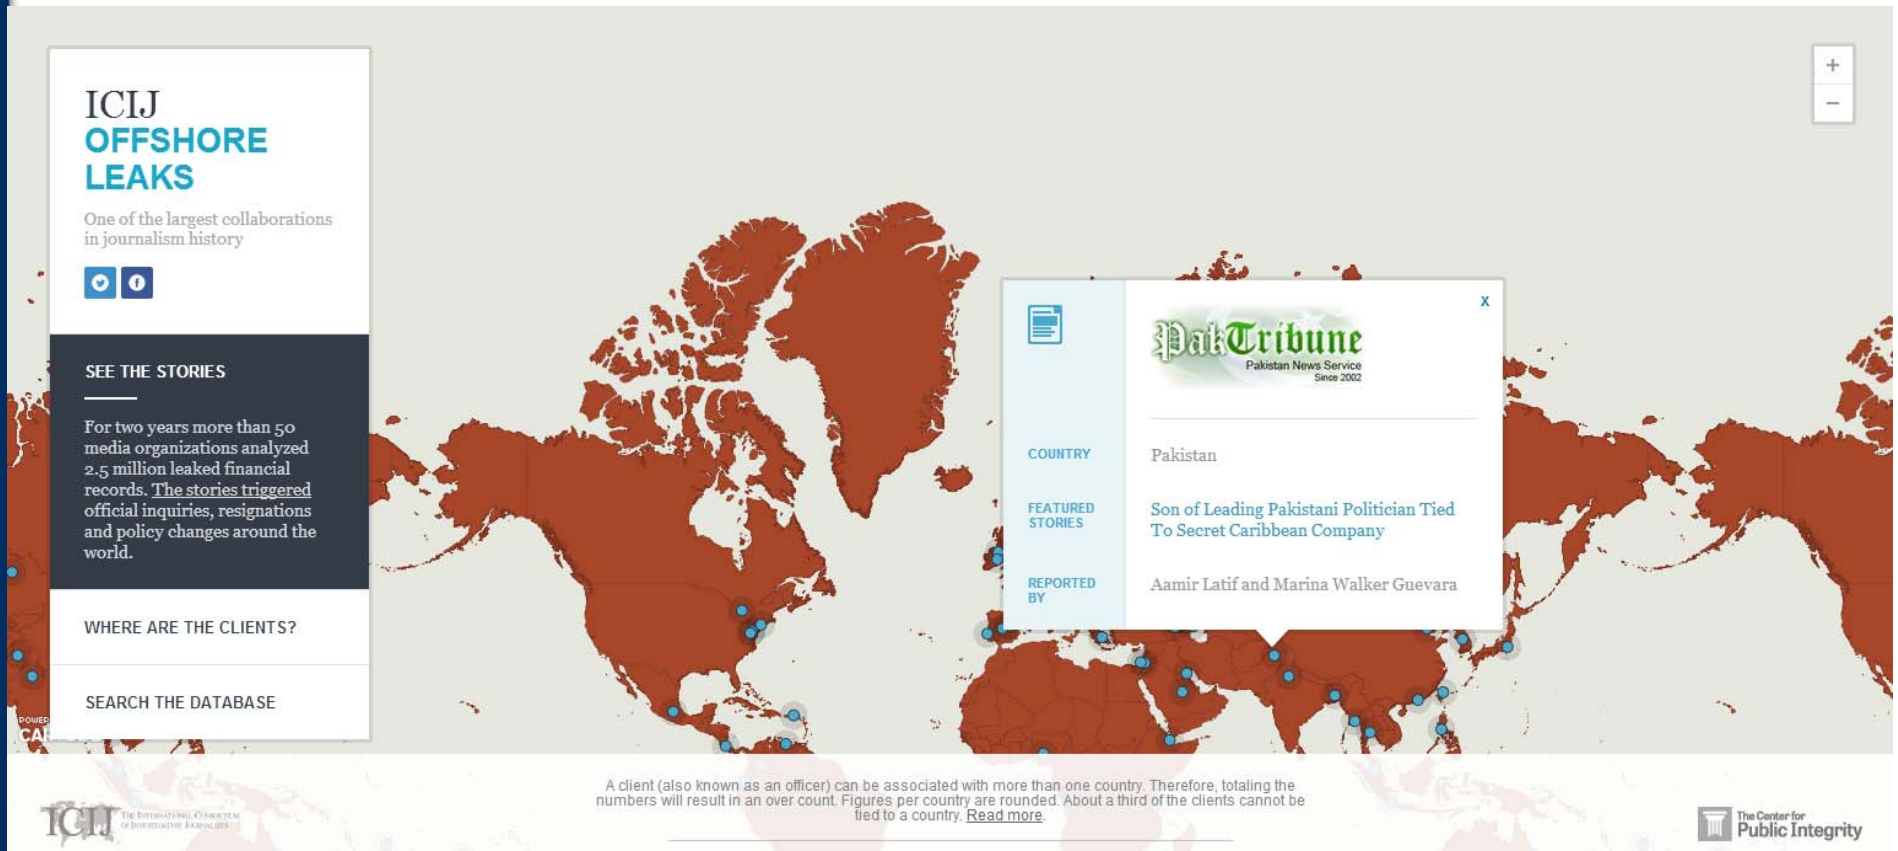 ICIJ
OFFSHORE
LEAKS
One of the largest collaborations
in journalism history
SEE THE STORIES
For two years more than 50
media organizations analyzed
2.5 million leaked financial
records. The stories triggered
official inquiries, resignations
and policy changes around the
world.
WHERE ARE THE CLIENTS?
SEARCH THE DATABASE
+
−
X
PakTribune
Pakistan News Service
Since 2002
COUNTRY
Pakistan
FEATURED
STORIES
Son of Leading Pakistani Politician Tied
To Secret Caribbean Company
REPORTED
BY
Aamir Latif and Marina Walker Guevara
A client (also known as an officer) can be associated with more than one country. Therefore, totaling the
numbers will result in an over count. Figures per country are rounded. About a third of the clients cannot be
tied to a country. Read more.
ICIJ
The International Consortium
of Investigative Journalists
The Center for
Public Integrity